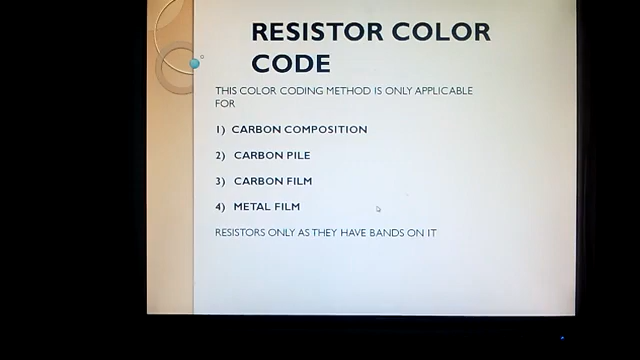 RESISTOR COLOR
CODE
THIS COLOR CODING METHOD IS ONLY APPLICABLE
FOR
1) CARBON COMPOSITION
2) CARBON PILE
3) CARBON FILM
4) METAL FILM
RESISTORS ONLY AS THEY HAVE BANDS ON IT